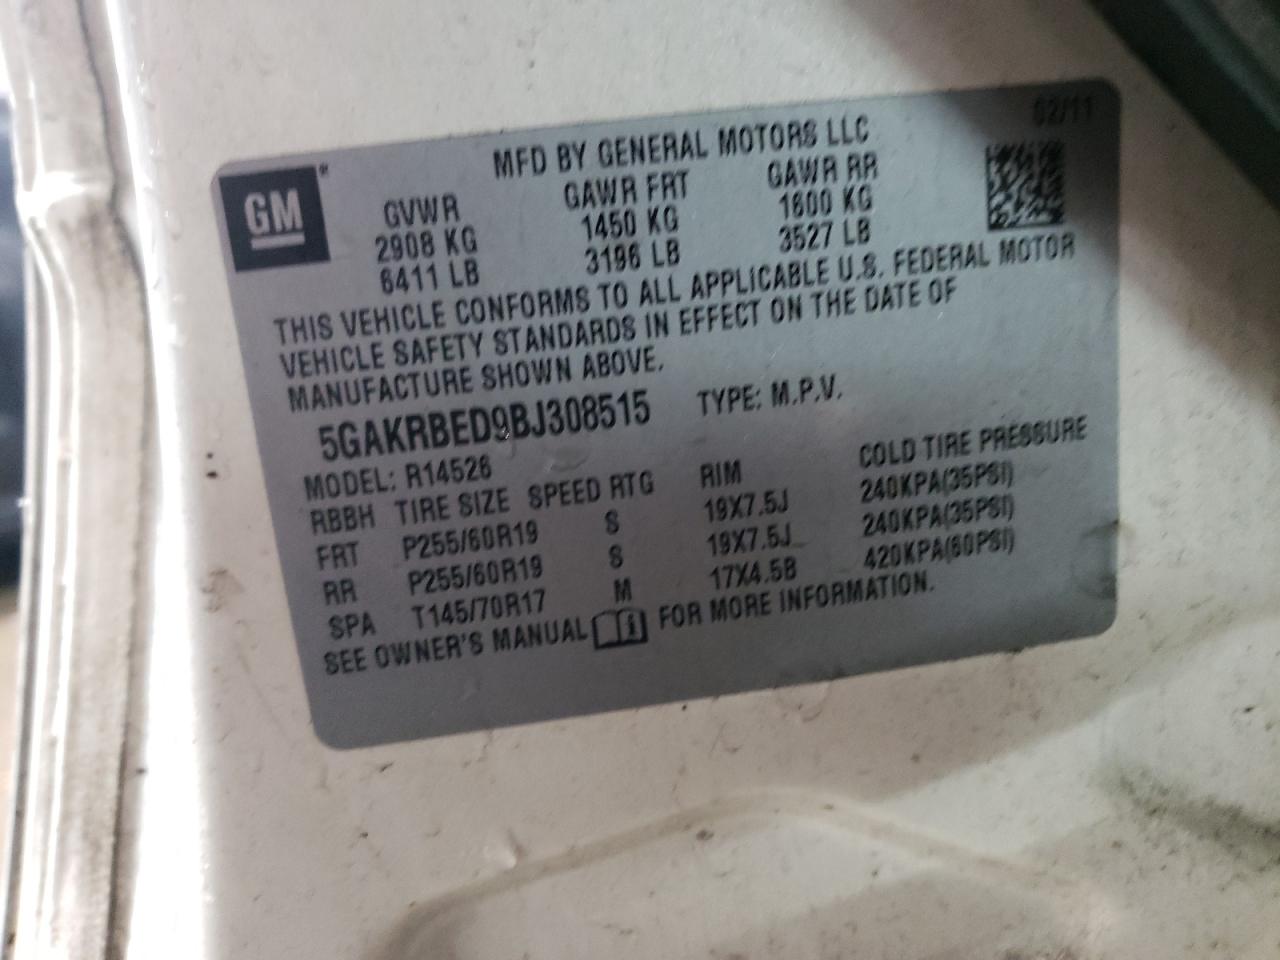 02/11
MFD BY GENERAL MOTORS LLC
GM
GVWR GAWR FRT GAWR RR
2908 KG 1450 KG 1600 KG
6411 LB 3196 LB 3527 LB
THIS VEHICLE CONFORMS TO ALL APPLICABLE U.S. FEDERAL MOTOR
VEHICLE SAFETY STANDARDS IN EFFECT ON THE DATE OF
MANUFACTURE SHOWN ABOVE.
5GAKRBED9BJ308515 TYPE: M.P.V.
MODEL: R14526
RBBH TIRE SIZE SPEED RTG RIM COLD TIRE PRESSURE
FRT P255/60R19 S 19X7.5J 240KPA(35PSI)
RR P255/60R19 S 19X7.5J 240KPA(35PSI)
SPA T145/70R17 M 17X4.5B 420KPA(60PSI)
SEE OWNER'S MANUAL FOR MORE INFORMATION.